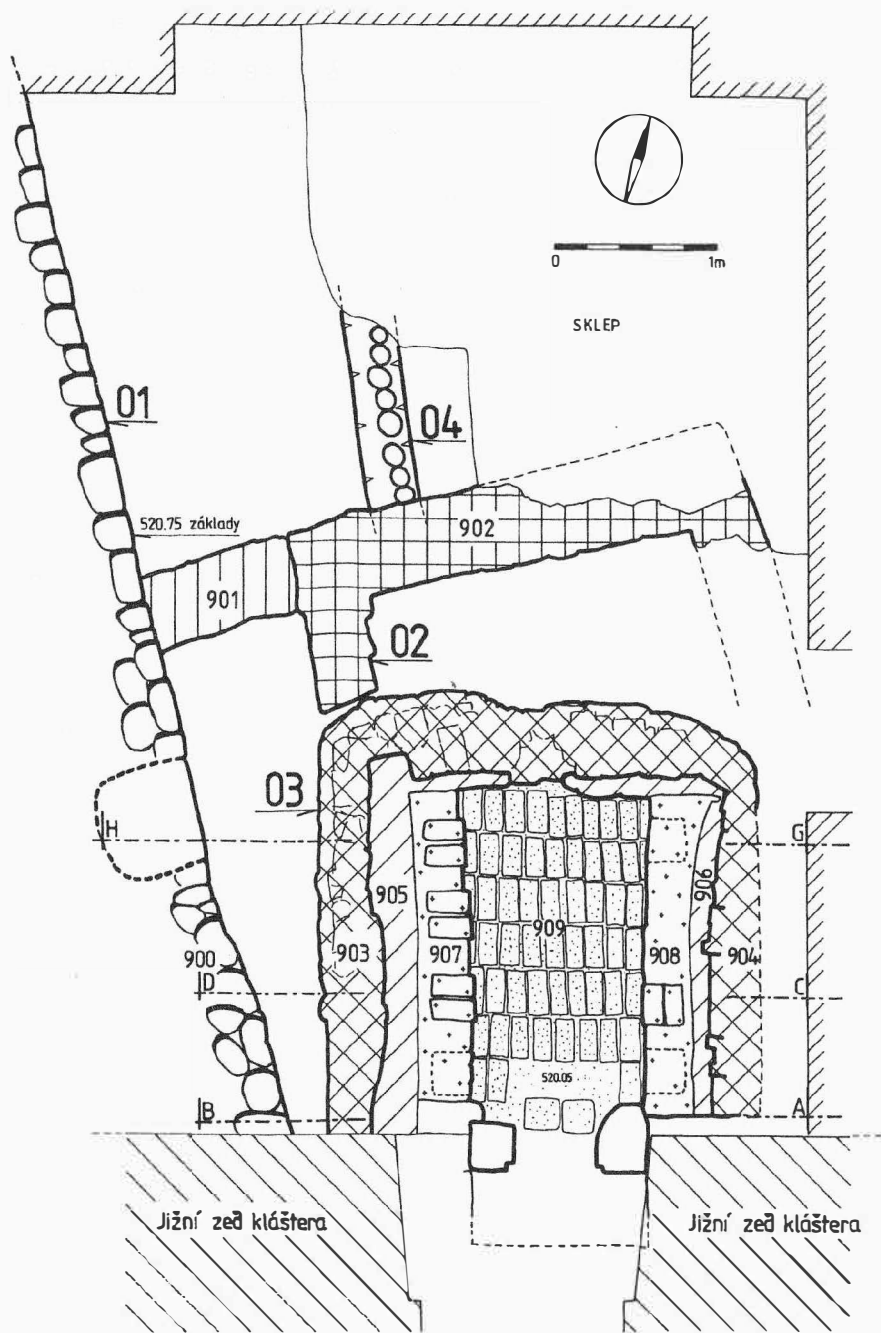 0 1m
SKLEP
01
04
520.75 základy
902
901
02
03
H
G
905
906
903
907
909
908
904
900
D
C
520.05
B
A
Jižní zeď kláštera
Jižní zeď kláštera